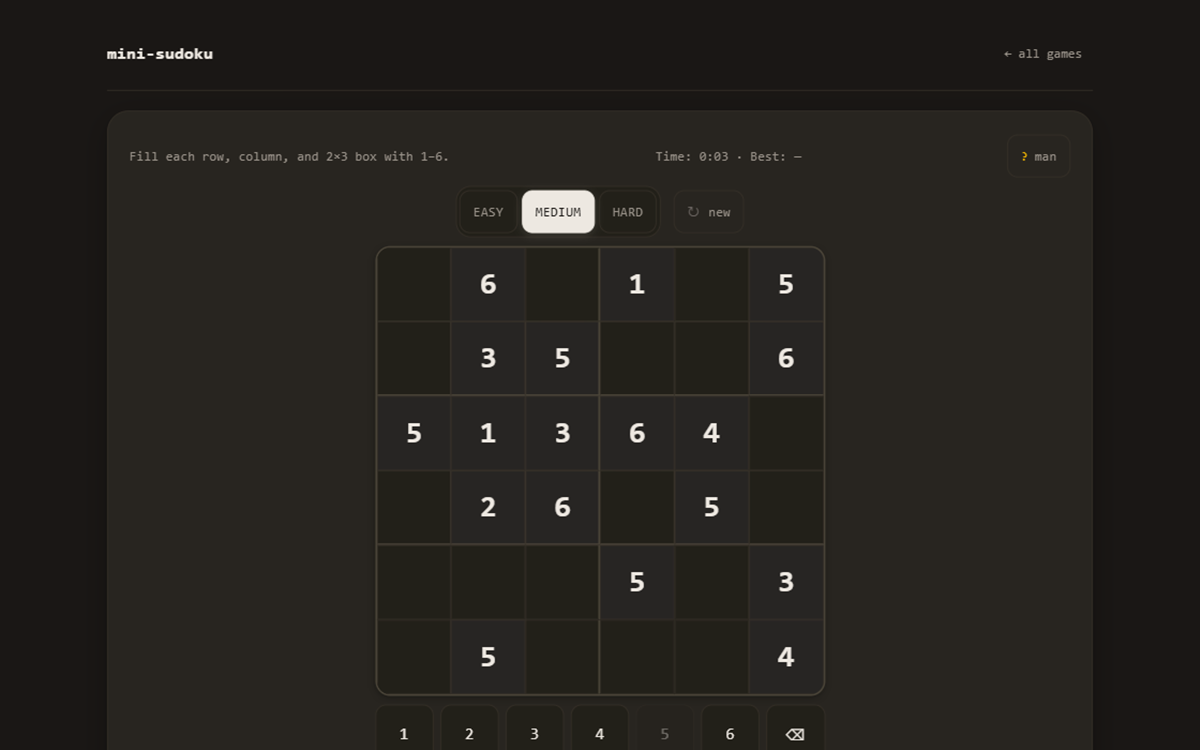 mini-sudoku
← all games
Fill each row, column, and 2×3 box with 1–6.
Time: 0:03 · Best: —
? man
EASY MEDIUM HARD ↻ new
6 1 5
3 5 6
5 1 3 6 4
2 6 5
5 3
5 4
1 2 3 4 5 6 ⌫